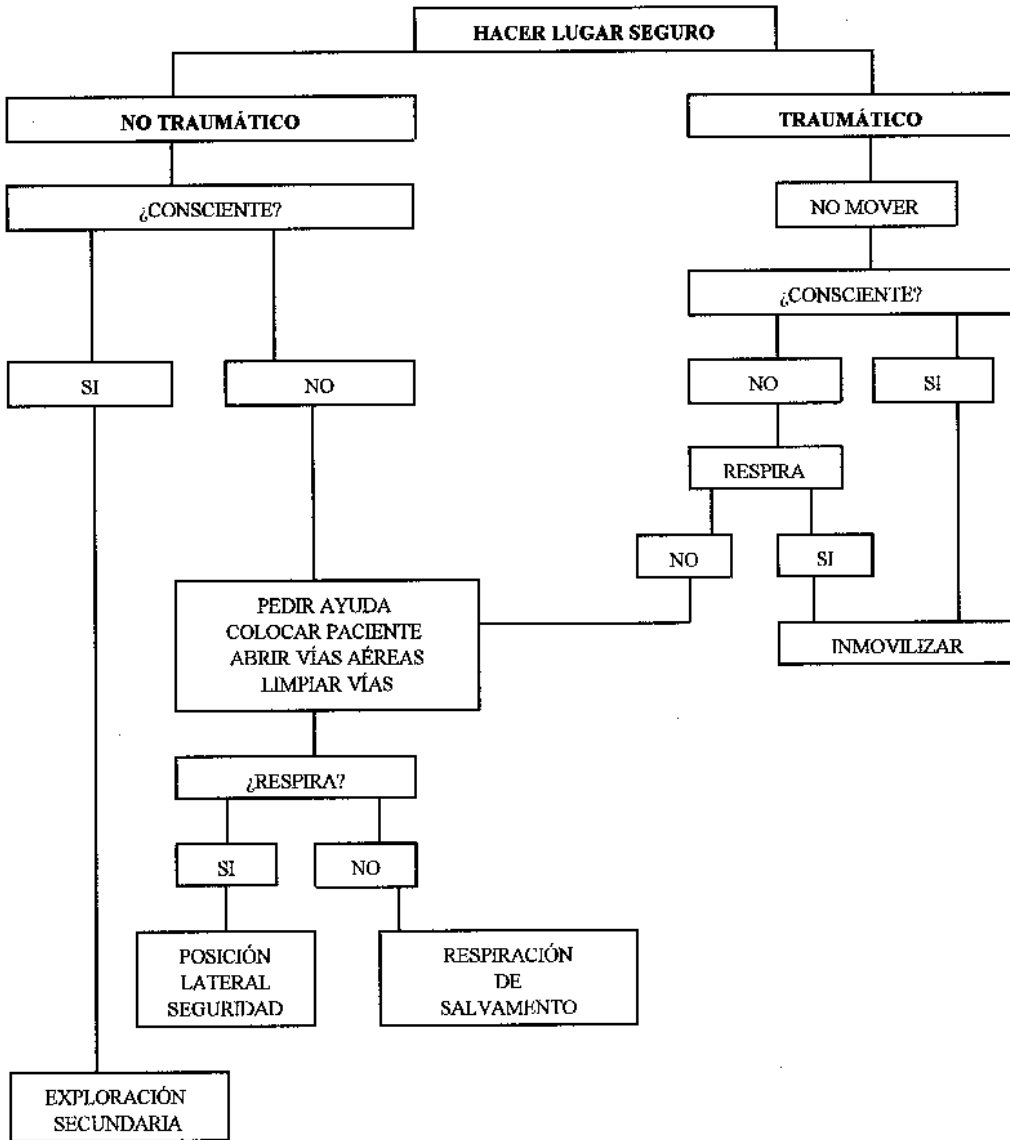 HACER LUGAR SEGURO
NO TRAUMÁTICO
TRAUMÁTICO
¿CONSCIENTE?
NO MOVER
¿CONSCIENTE?
SI
NO
NO
SI
RESPIRA
NO
SI
PEDIR AYUDA
COLOCAR PACIENTE
ABRIR VÍAS AÉREAS
LIMPIAR VÍAS
INMOVILIZAR
¿RESPIRA?
SI
NO
POSICIÓN
LATERAL
SEGURIDAD
RESPIRACIÓN
DE
SALVAMENTO
EXPLORACIÓN
SECUNDARIA